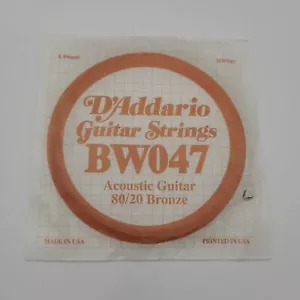 D'Addario
Guitar Strings
BW047
Acoustic Guitar
80/20 Bronze
MADE IN USA
PRINTED IN USA